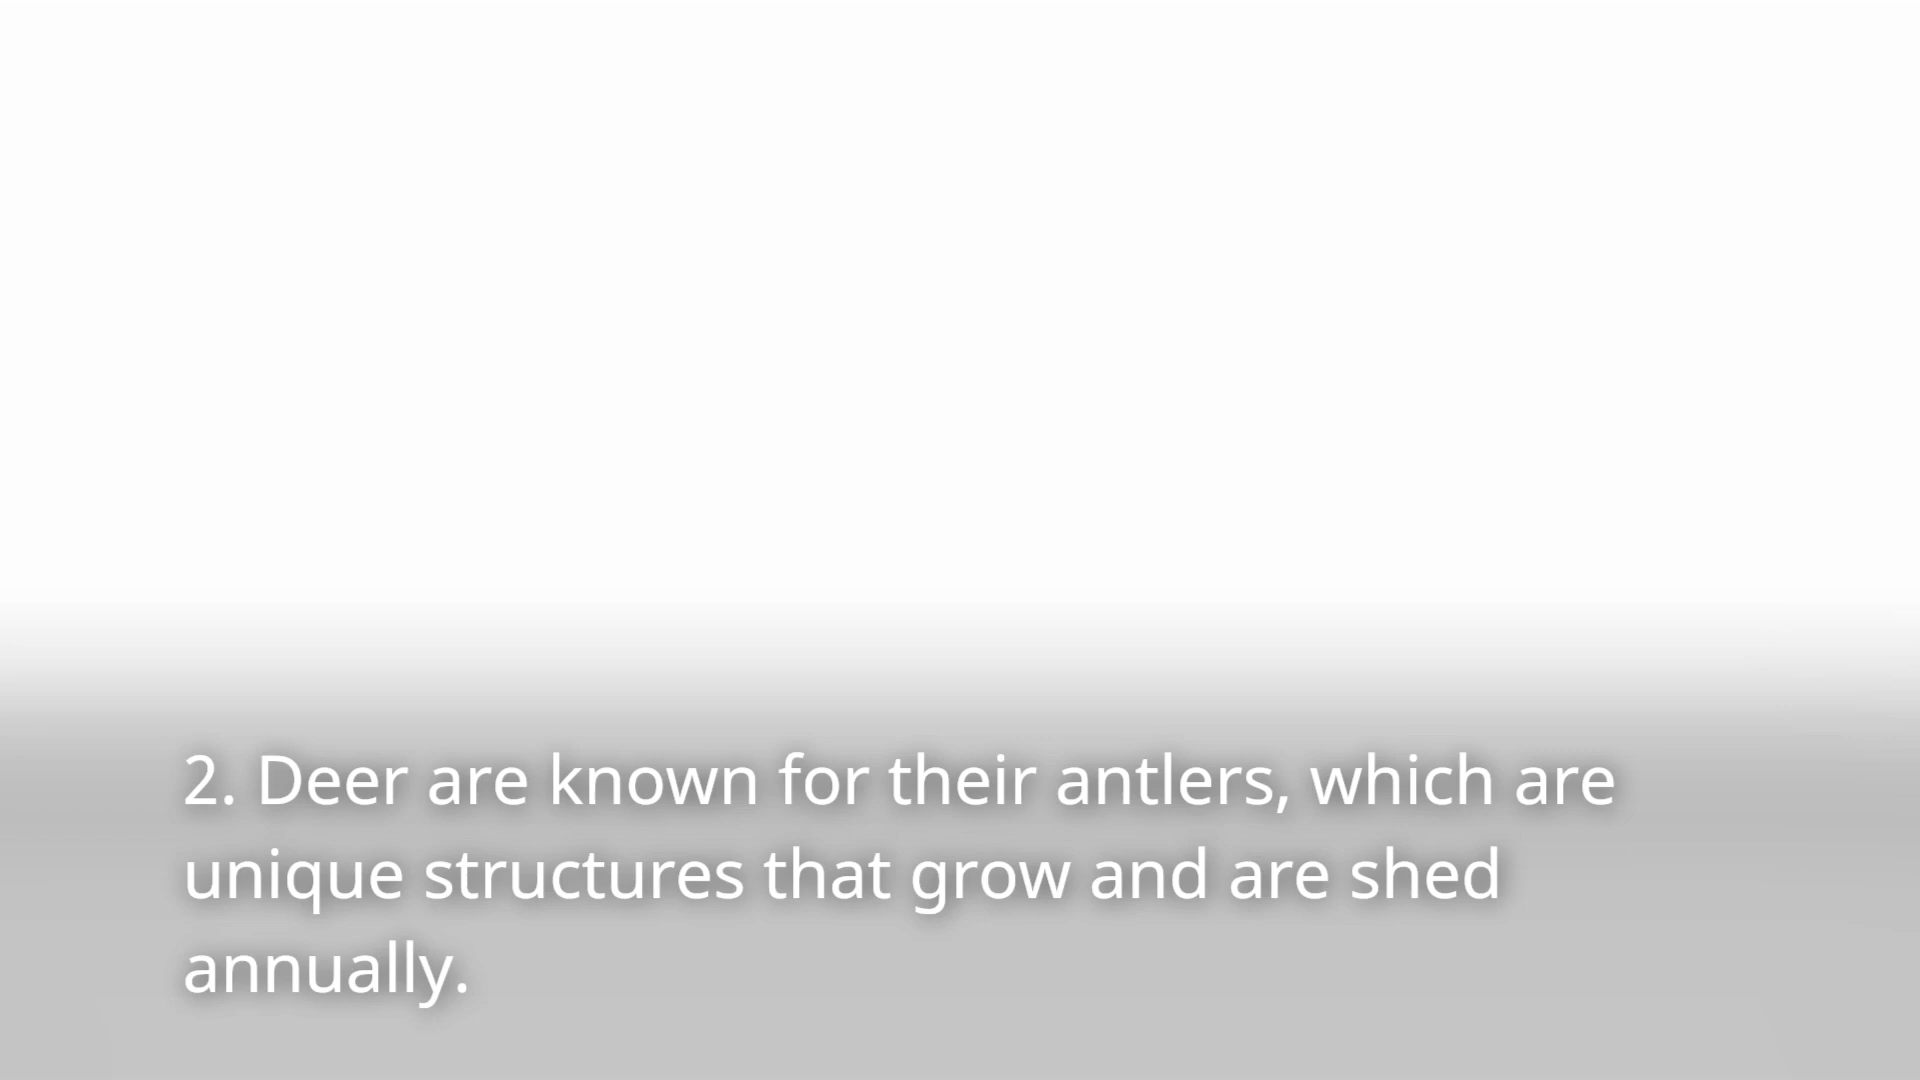 2. Deer are known for their antlers, which are
unique structures that grow and are shed
annually.